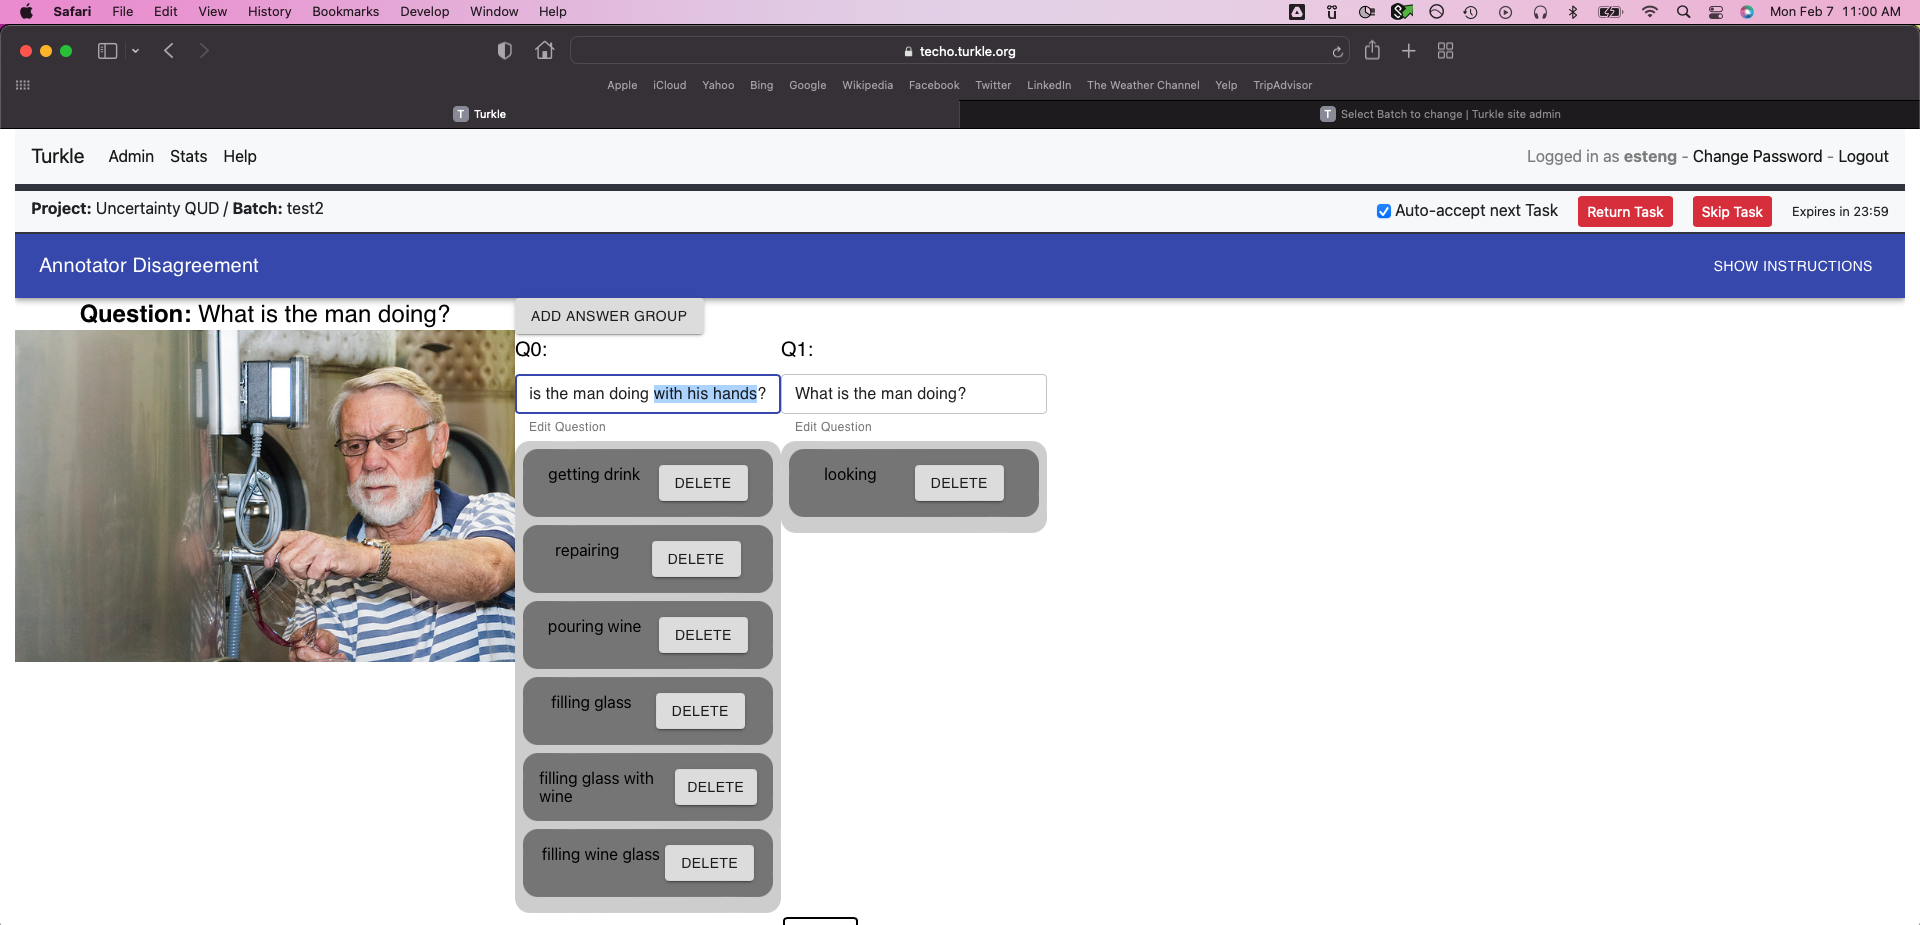 Safari File Edit View History Bookmarks Develop Window Help Mon Feb 7 11:00 AM
techo.turkle.org
Apple iCloud Yahoo Bing Google Wikipedia Facebook Twitter LinkedIn The Weather Channel Yelp TripAdvisor
T Turkle T Select Batch to change | Turkle site admin
Turkle Admin Stats Help Logged in as esteng - Change Password - Logout
Project: Uncertainty QUD / Batch: test2 Auto-accept next Task Return Task Skip Task Expires in 23:59
Annotator Disagreement SHOW INSTRUCTIONS
Question: What is the man doing?
ADD ANSWER GROUP
Q0: Q1:
is the man doing with his hands? What is the man doing?
Edit Question Edit Question
getting drink DELETE looking DELETE
repairing DELETE
pouring wine DELETE
filling glass DELETE
filling glass with
wine DELETE
filling wine glass DELETE